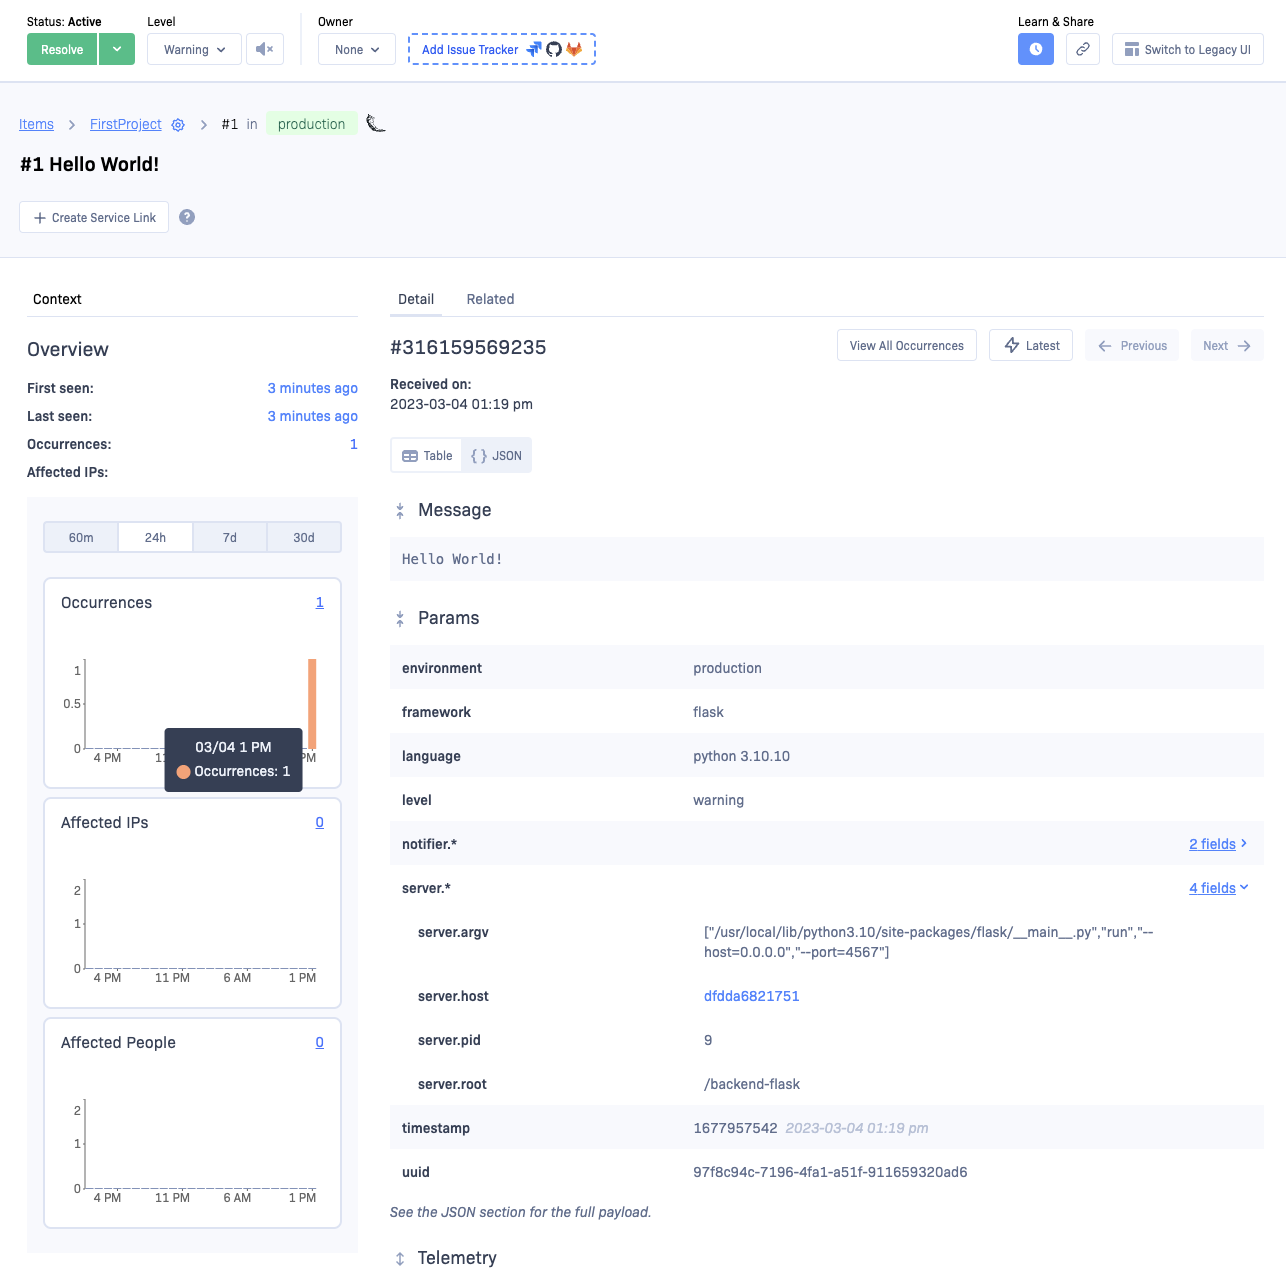 Status: Active
Level
Owner
Learn & Share
Resolve
Warning
None
Add Issue Tracker
Switch to Legacy UI
Items
FirstProject
#1 in
production
#1 Hello World!
Create Service Link
?
Context
Overview
First seen:
3 minutes ago
Last seen:
3 minutes ago
Occurrences:
1
Affected IPs:
60m
24h
7d
30d
Occurrences
1
1
0.5
0
4 PM
11
PM
03/04 1 PM
Occurrences: 1
Affected IPs
0
2
1
0
4 PM
11 PM
6 AM
1 PM
Affected People
0
2
1
0
4 PM
11 PM
6 AM
1 PM
Detail
Related
#316159569235
View All Occurrences
Latest
Previous
Next
Received on:
2023-03-04 01:19 pm
Table
{ } JSON
Message
Hello World!
Params
environment
production
framework
flask
language
python 3.10.10
level
warning
notifier.*
2 fields
server.*
4 fields
server.argv
["/usr/local/lib/python3.10/site-packages/flask/__main__.py","run","--
host=0.0.0.0","--port=4567"]
server.host
dfdda6821751
server.pid
9
server.root
/backend-flask
timestamp
1677957542 2023-03-04 01:19 pm
uuid
97f8c94c-7196-4fa1-a51f-911659320ad6
See the JSON section for the full payload.
Telemetry